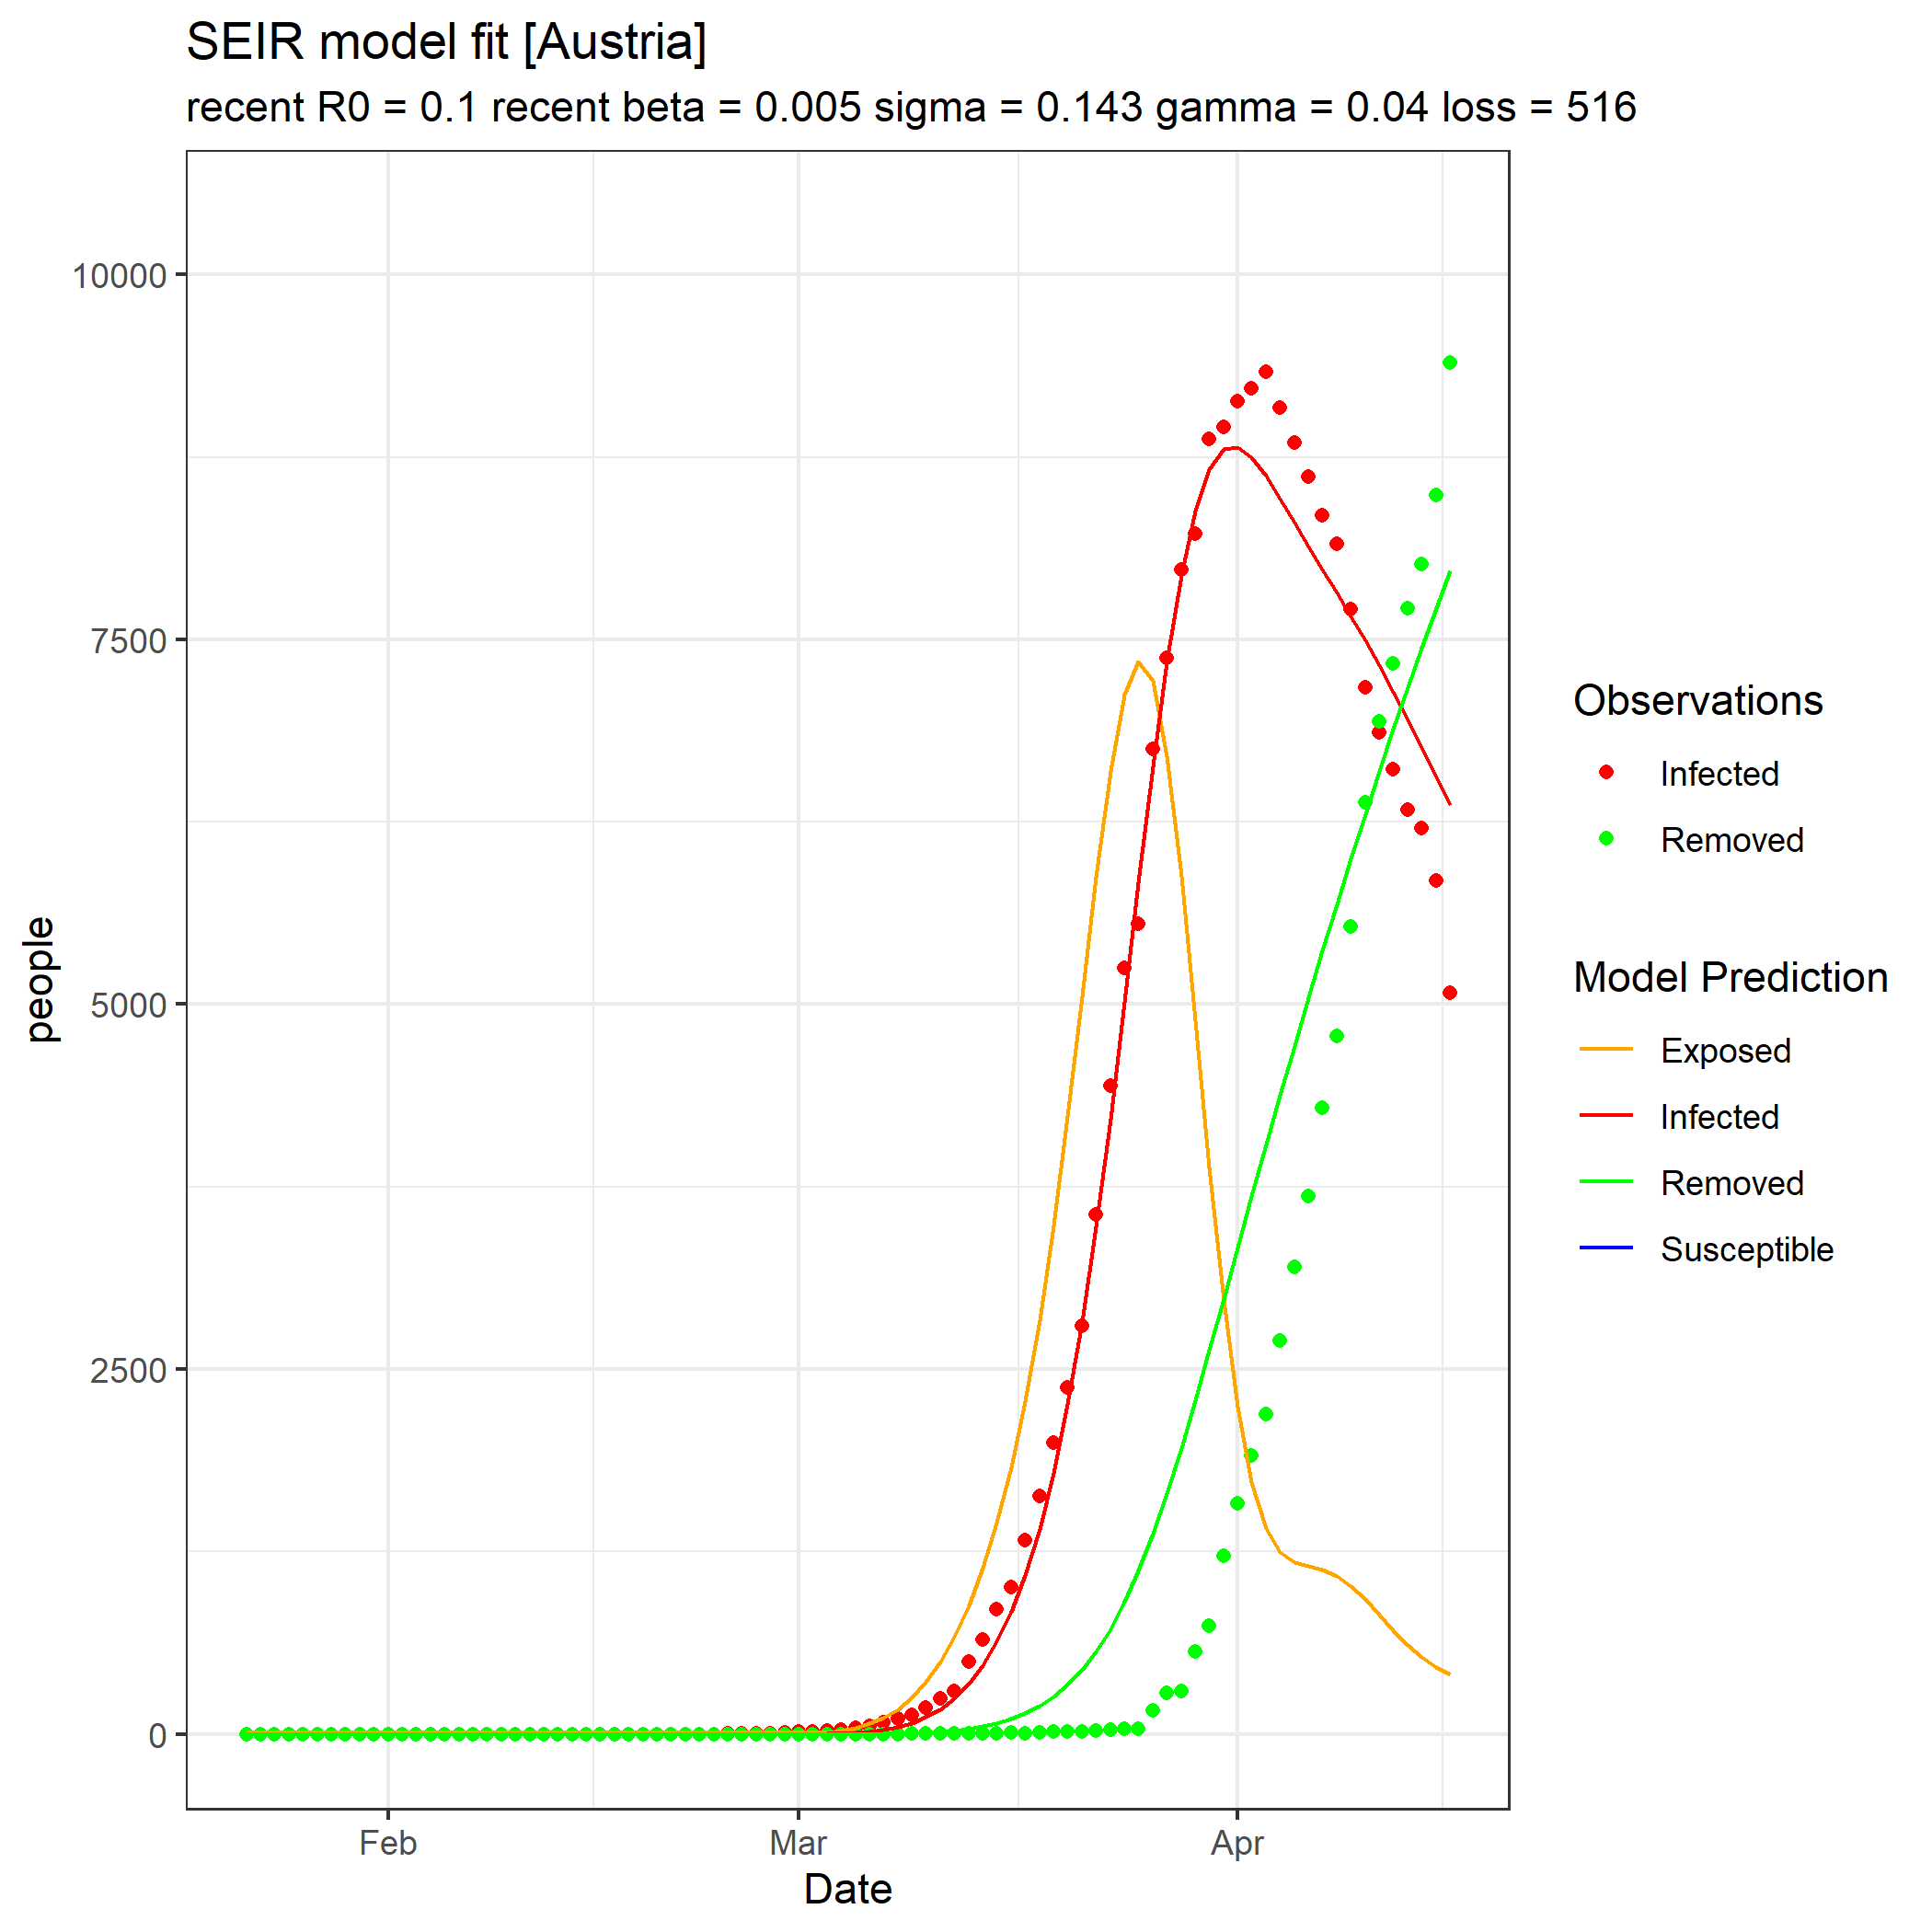 SEIR model fit [Austria]
recent R0 = 0.1 recent beta = 0.005 sigma = 0.143 gamma = 0.04 loss = 516
people
10000
7500
5000
2500
0
Feb
Mar
Apr
Date
Observations
Infected
Removed
Model Prediction
Exposed
Infected
Removed
Susceptible